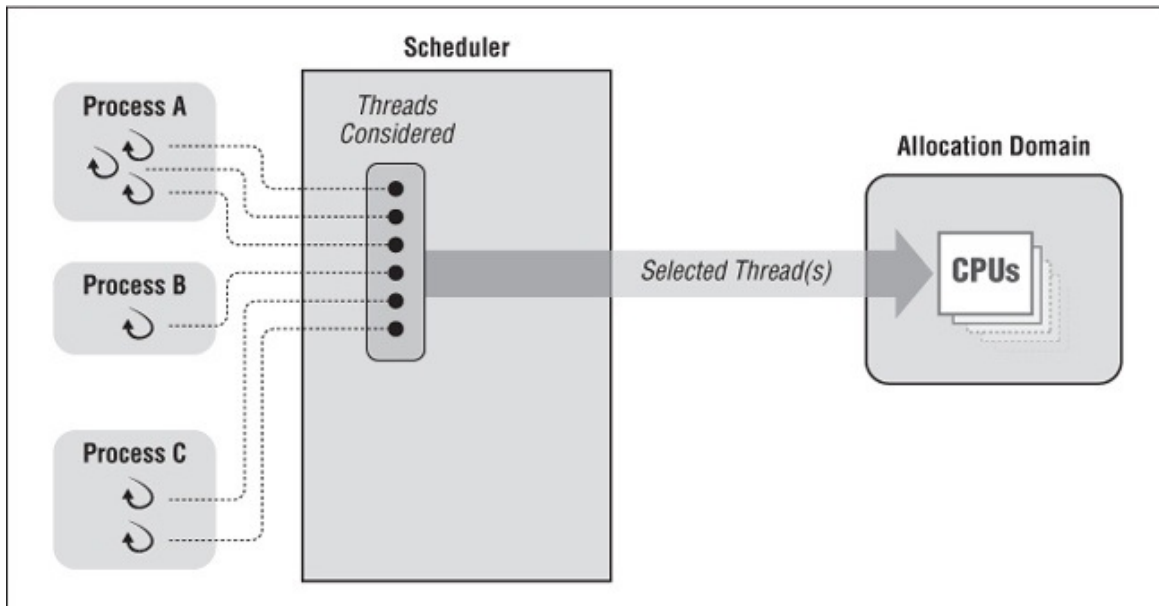 Scheduler
Process A
Threads
Considered
Allocation Domain
Process B
Selected Thread(s)
CPUs
Process C